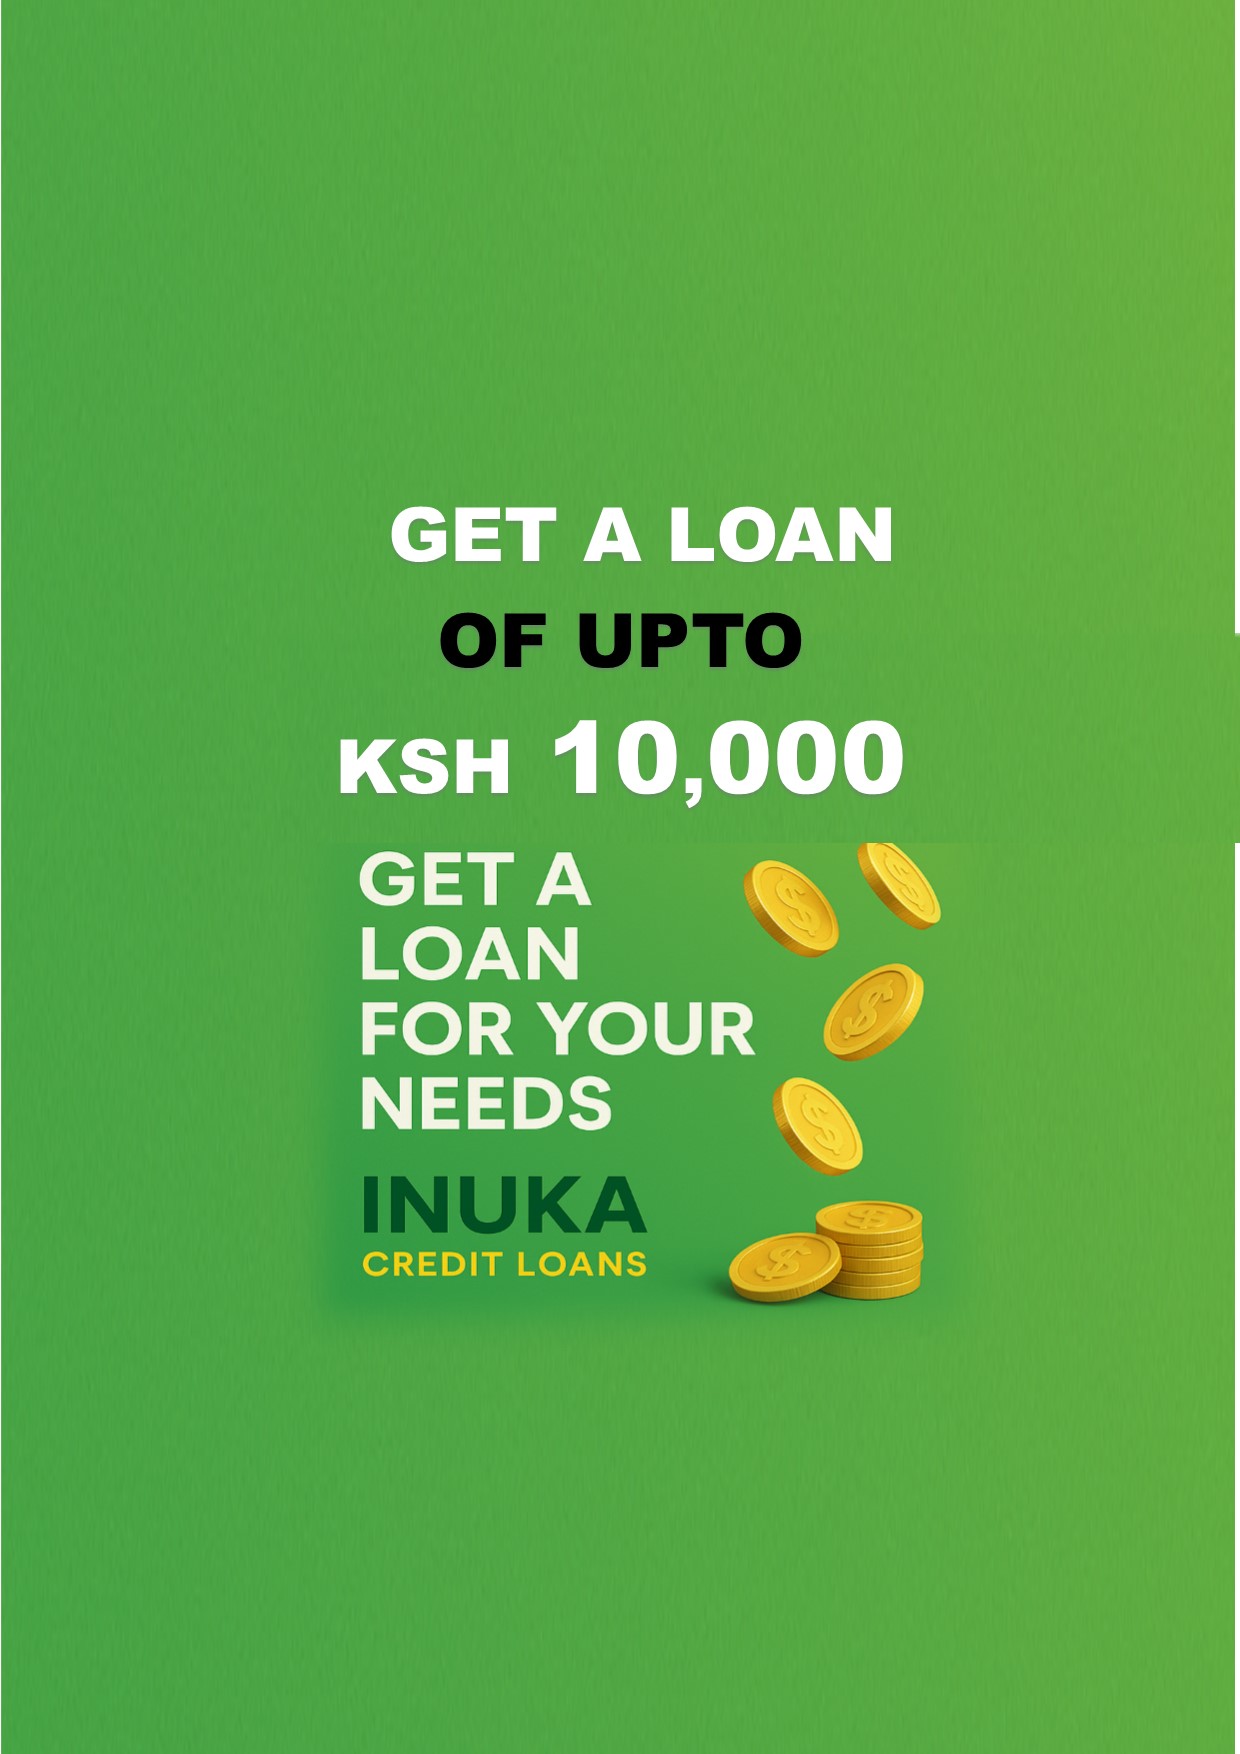 GET A LOAN
OF UPTO
KSH 10,000
GET A
LOAN
FOR YOUR
NEEDS
INUKA
CREDIT LOANS